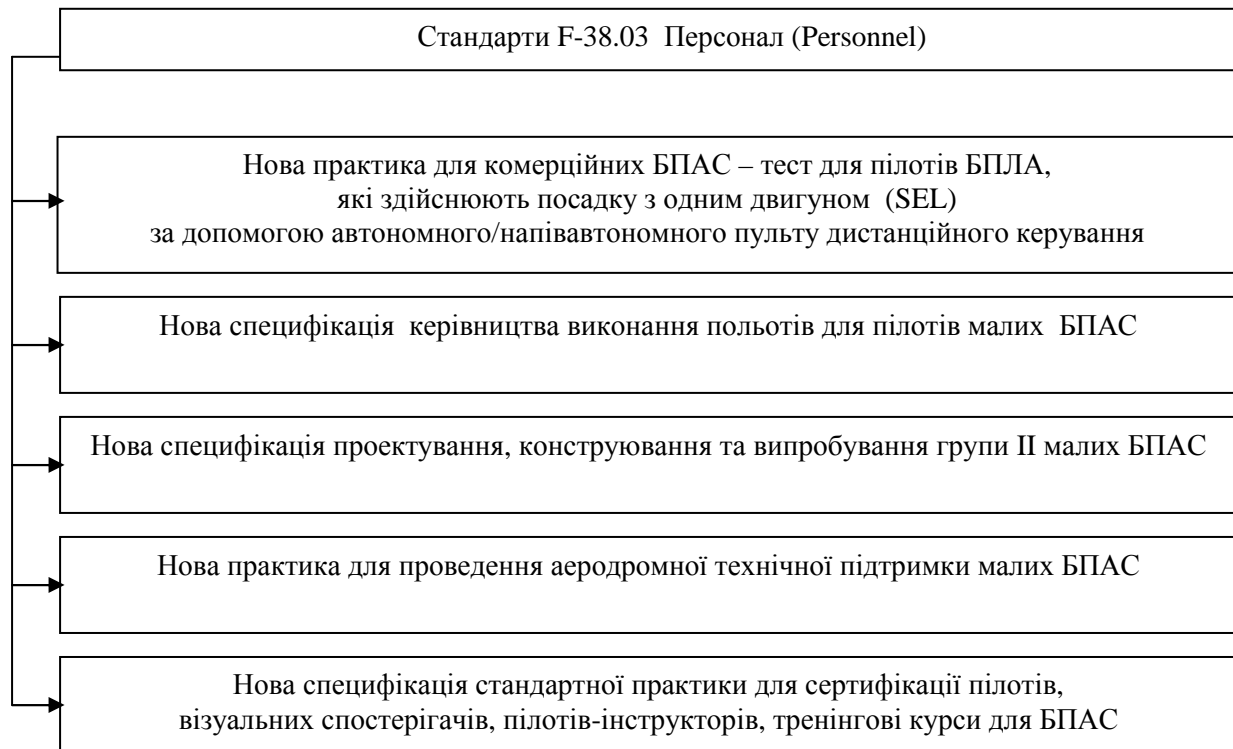 Стандарти F-38.03 Персонал (Personnel)
Нова практика для комерційних БПАС – тест для пілотів БПЛА,
які здійснюють посадку з одним двигуном (SEL)
за допомогою автономного/напівавтономного пульту дистанційного керування
Нова специфікація керівництва виконання польотів для пілотів малих БПАС
Нова специфікація проектування, конструювання та випробування групи II малих БПАС
Нова практика для проведення аеродромної технічної підтримки малих БПАС
Нова специфікація стандартної практики для сертифікації пілотів,
візуальних спостерігачів, пілотів-інструкторів, тренінгові курси для БПАС